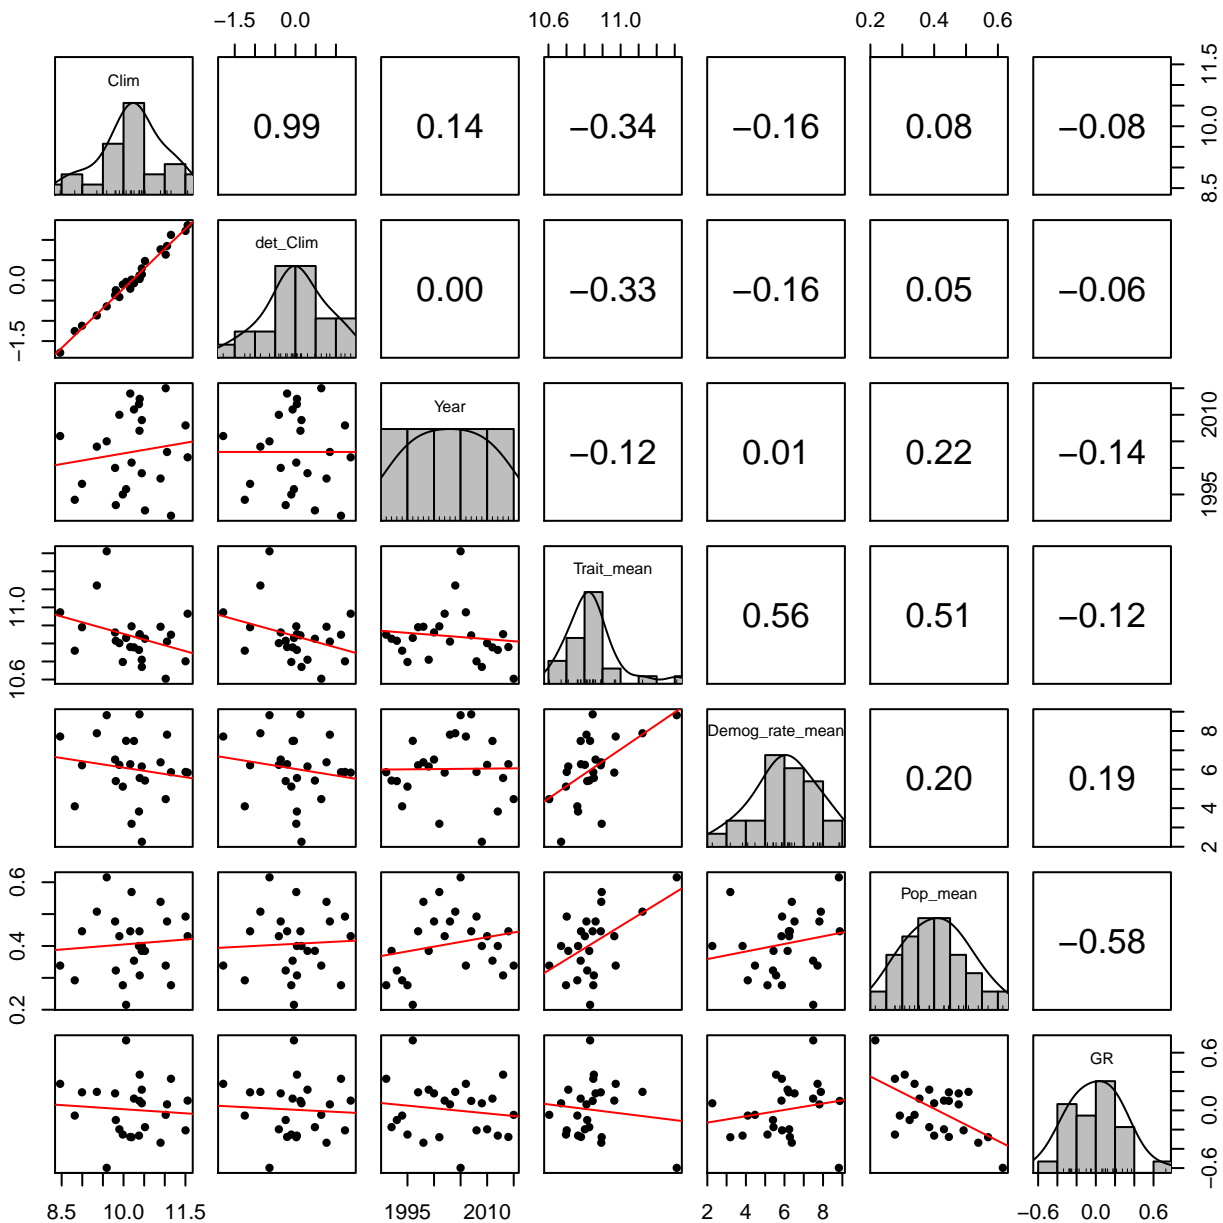 −1.5 0.0 10.6 11.0 0.2 0.4 0.6
Clim 0.99 0.14 −0.34 −0.16 0.08 −0.08
8.5 10.0 11.5
−1.5 0.0
det_Clim 0.00 −0.33 −0.16 0.05 −0.06
Year −0.12 0.01 0.22 −0.14
1995 2010
10.6 11.0
Trait_mean 0.56 0.51 −0.12
Demog_rate_mean 0.20 0.19
2 4 6 8
0.2 0.4 0.6
Pop_mean −0.58
GR
−0.6 0.0 0.6
8.5 10.0 11.5 1995 2010 2 4 6 8 −0.6 0.0 0.6